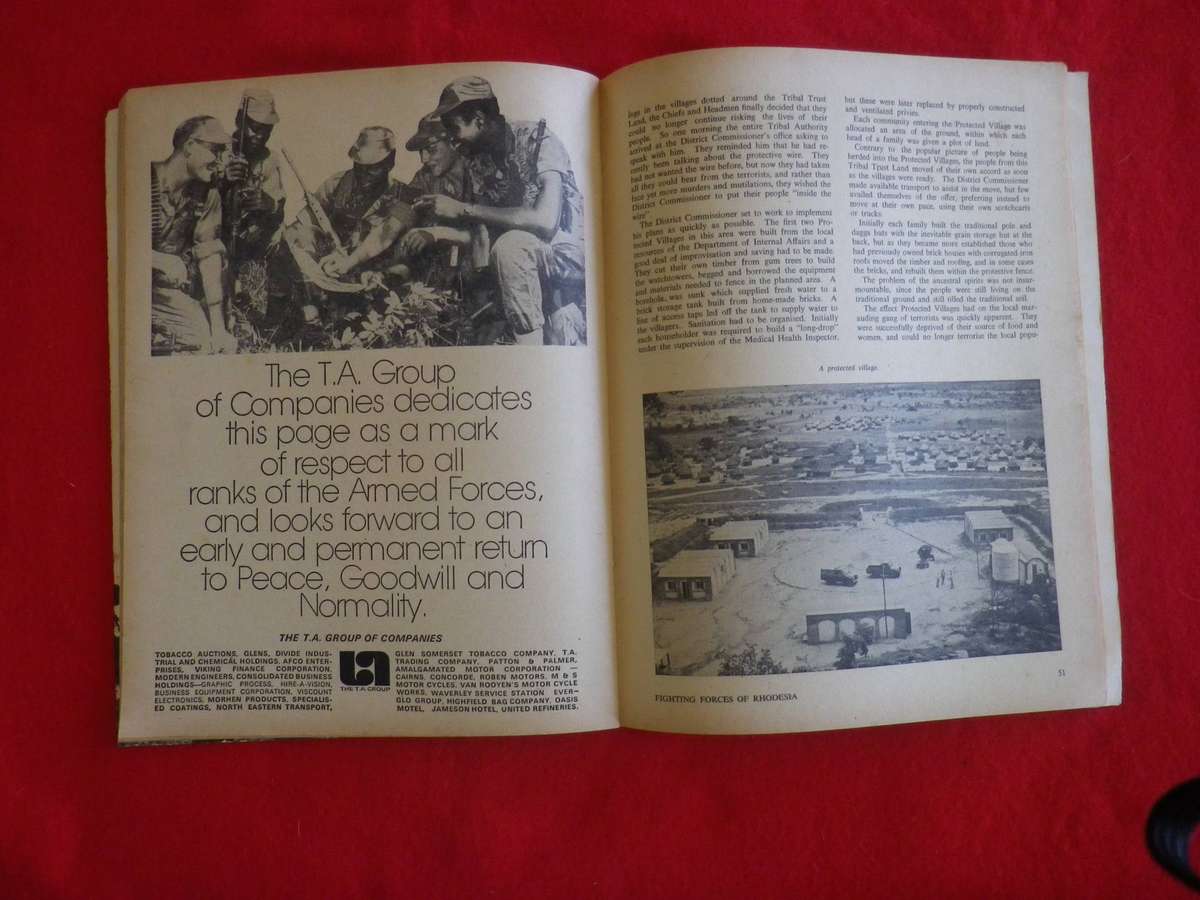 The T.A. Group
of Companies dedicates
this page as a mark
of respect to all
ranks of the Armed Forces,
and looks forward to an
early and permanent return
to Peace, Goodwill and
Normality.
THE T.A. GROUP OF COMPANIES
TOBACCO AUCTIONS, GLENS, DIVIDE INDUS-
TRIAL AND CHEMICAL HOLDINGS, AFCO ENTER-
PRISES, VIKING FINANCE CORPORATION,
MODERN ENGINEERS, CONSOLIDATED BUSINESS
HOLDINGS—GRAPHIC PROCESS, HIRE-A-VISION,
BUSINESS EQUIPMENT CORPORATION, VISCOUNT
ELECTRONICS, MORHEN PRODUCTS, SPECIALIS-
ED COATINGS, NORTH EASTERN TRANSPORT,
THE T.A. GROUP
GLEN SOMERSET TOBACCO COMPANY, T.A.
TRADING COMPANY, PATTON & PALMER,
AMALGAMATED MOTOR CORPORATION —
CAIRNS, CONCORDE, ROBEN MOTORS, M & S
MOTOR CYCLES, VAN ROOYEN'S MOTOR CYCLE
WORKS, WAVERLEY SERVICE STATION EVER-
GLO GROUP, HIGHFIELD BAG COMPANY, OASIS
MOTEL, JAMESON HOTEL, UNITED REFINERIES.
in the villages dotted around the Tribal Trust
Land, the Chiefs and Headmen finally decided that they
could no longer continue risking the lives of their
people. So one morning the entire Tribal Authority
arrived at the District Commissioner's office asking to
speak with him. They reminded him that he had re-
cently been talking about the protective wire. They
had not wanted the wire before, but now they had taken
all they could bear from the terrorists, and rather than
face yet more murders and mutilations, they wished the
District Commissioner to put their people "inside the
wire"
The District Commissioner set to work to implement
his plans as quickly as possible. The first two Pro-
tected Villages in this area were built from the local
resources of the Department of Internal Affairs and a
good deal of improvisation and saving had to be made.
They cut their own timber from gum trees to build
the watchtowers, begged and borrowed the equipment
and materials needed to fence in the planned area. A
borehole was sunk which supplied fresh water to a
brick storage tank built from home-made bricks. A
line of access taps led off the tank to supply water to
the villagers. Sanitation had to be organised. Initially
each householder was required to build a "long-drop"
under the supervision of the Medical Health Inspector,
but these were later replaced by properly constructed
and ventilated privies.
Each community entering the Protected Village was
allocated an area of the ground, within which each
head of a family was given a plot of land.
Contrary to the popular picture of people being
herded into the Protected Villages, the people from this
Tribal Trust Land moved of their own accord as soon
as the villages were ready. The District Commissioner
made available transport to assist in the move, but few
availed themselves of the offer, preferring instead to
move at their own pace, using their own scotchcarts
or trucks
Initially each family built the traditional pole and
dagga huts with the inevitable grain storage hut at the
back, but as they became more established those who
had previously owned brick houses with corrugated iron
roofs moved the timber and roofing, and in some cases
the bricks, and rebuilt them within the protective fence.
The problem of the ancestral spirits was not insur-
mountable, since the people were still living on the
traditional ground and still tilled the traditional soil.
The effect Protected Villages had on the local mar-
auding gang of terrorists was quickly apparent. They
were successfully deprived of their source of food and
women, and could no longer terrorise the local popu-
A protected village.
FIGHTING FORCES OF RHODESIA
51